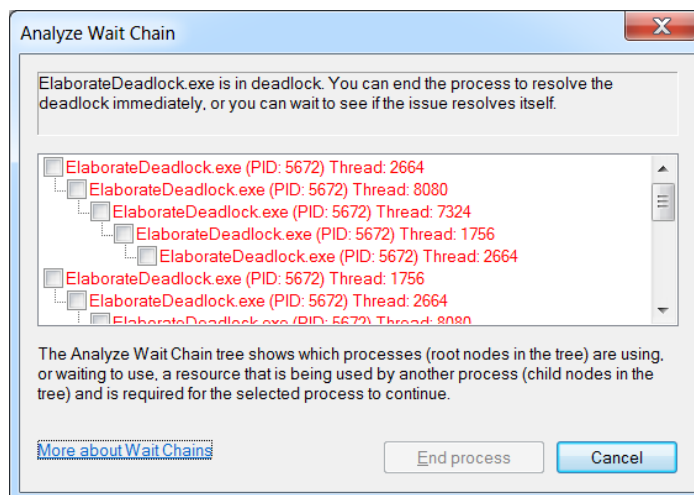 Analyze Wait Chain
ElaborateDeadlock.exe is in deadlock. You can end the process to resolve the
deadlock immediately, or you can wait to see if the issue resolves itself.
ElaborateDeadlock.exe (PID: 5672) Thread: 2664
ElaborateDeadlock.exe (PID: 5672) Thread: 8080
ElaborateDeadlock.exe (PID: 5672) Thread: 7324
ElaborateDeadlock.exe (PID: 5672) Thread: 1756
ElaborateDeadlock.exe (PID: 5672) Thread: 2664
ElaborateDeadlock.exe (PID: 5672) Thread: 1756
ElaborateDeadlock.exe (PID: 5672) Thread: 2664
ElaborateDeadlock.exe (PID: 5672) Thread: 8080
The Analyze Wait Chain tree shows which processes (root nodes in the tree) are using,
or waiting to use, a resource that is being used by another process (child nodes in the
tree) and is required for the selected process to continue.
More about Wait Chains
End process
Cancel